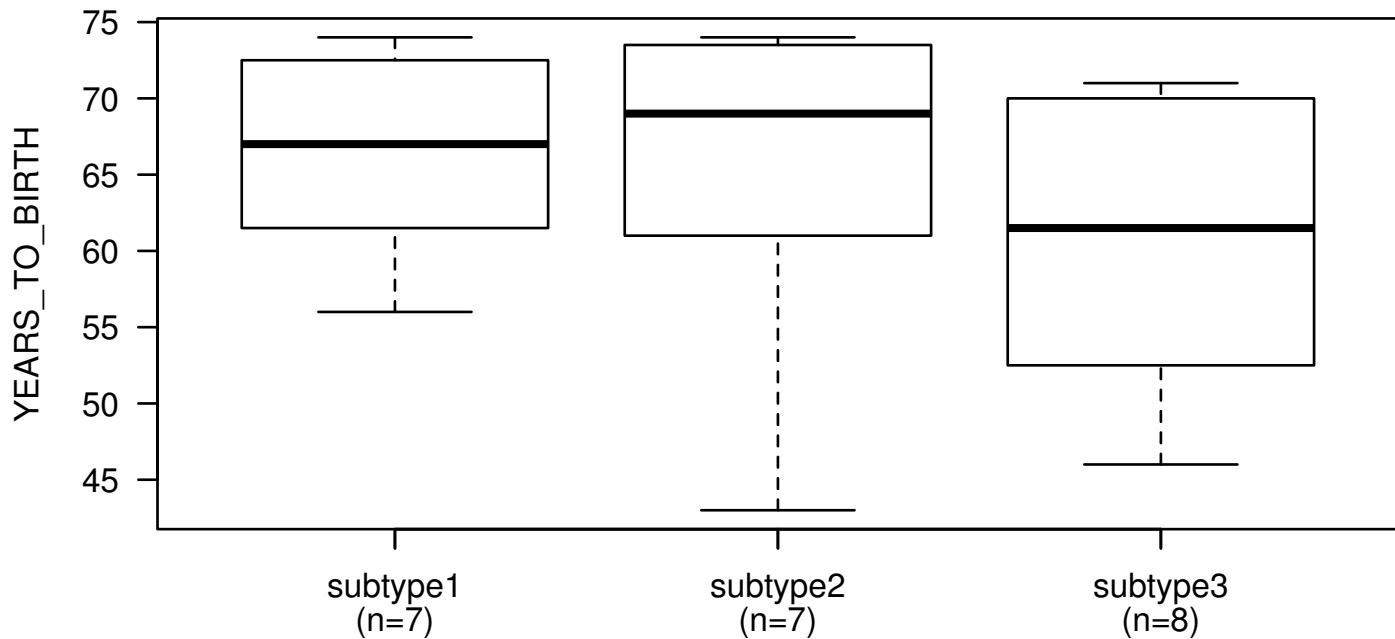 YEARS_TO_BIRTH
75
70
65
60
55
50
45
subtype1
(n=7)
subtype2
(n=7)
subtype3
(n=8)